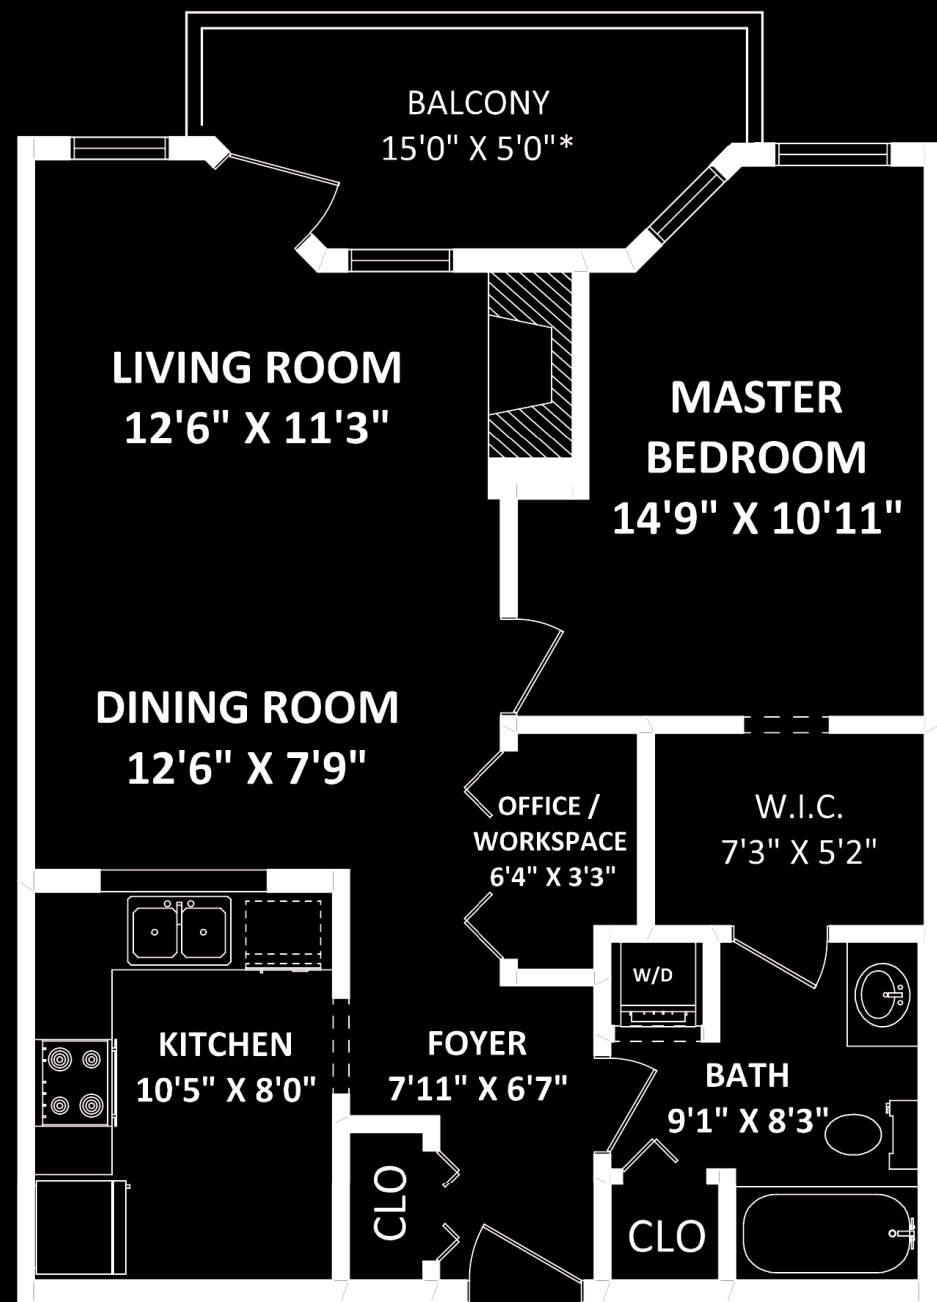 BALCONY
15'0" X 5'0"*
LIVING ROOM
12'6" X 11'3"
MASTER
BEDROOM
14'9" X 10'11"
DINING ROOM
12'6" X 7'9"
OFFICE /
WORKSPACE
6'4" X 3'3"
W.I.C.
7'3" X 5'2"
W/D
KITCHEN
10'5" X 8'0"
FOYER
7'11" X 6'7"
BATH
9'1" X 8'3"
CLO
CLO